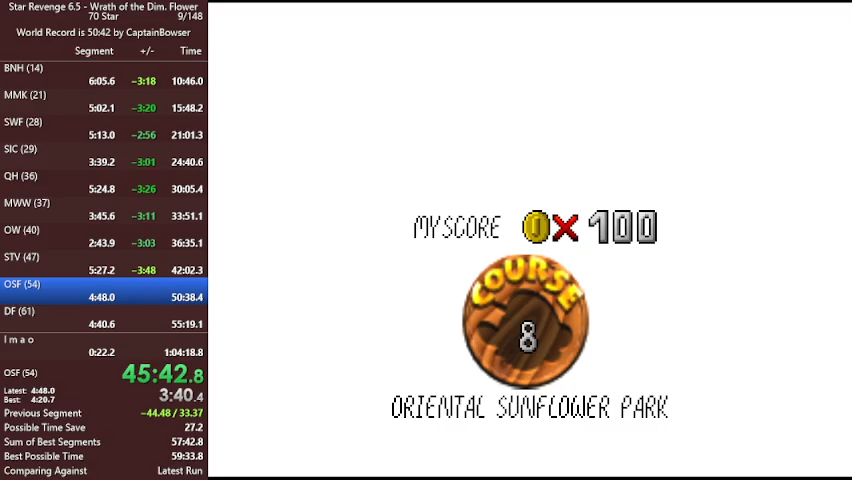 Star Revenge 6.5 - Wrath of the Dim. Flower
70 Star 9/148
World Record is 50:42 by CaptainBowser
Segment +/- Time
BNH (14)
6:05.6 −3:18 10:46.0
MMK (21)
5:02.1 −3:20 15:48.2
SWF (28)
5:13.0 −2:56 21:01.3
SIC (29)
3:39.2 −3:01 24:40.6
QH (36)
5:24.8 −3:26 30:05.4
MWW (37)
3:45.6 −3:11 33:51.1
OW (40)
2:43.9 −3:03 36:35.1
STV (47)
5:27.2 −3:48 42:02.3
OSF (54)
4:48.0 50:38.4
DF (61)
4:40.6 55:19.1
l m a o
0:22.2 1:04:18.8
OSF (54) 45:42.8
Latest: 4:48.0
Best: 4:20.7
3:40.4
Previous Segment −44.48 / 33.37
Possible Time Save 27.2
Sum of Best Segments 57:42.8
Best Possible Time 59:33.8
Comparing Against Latest Run
MY SCORE × 100
COURSE
8
ORIENTAL SUNFLOWER PARK